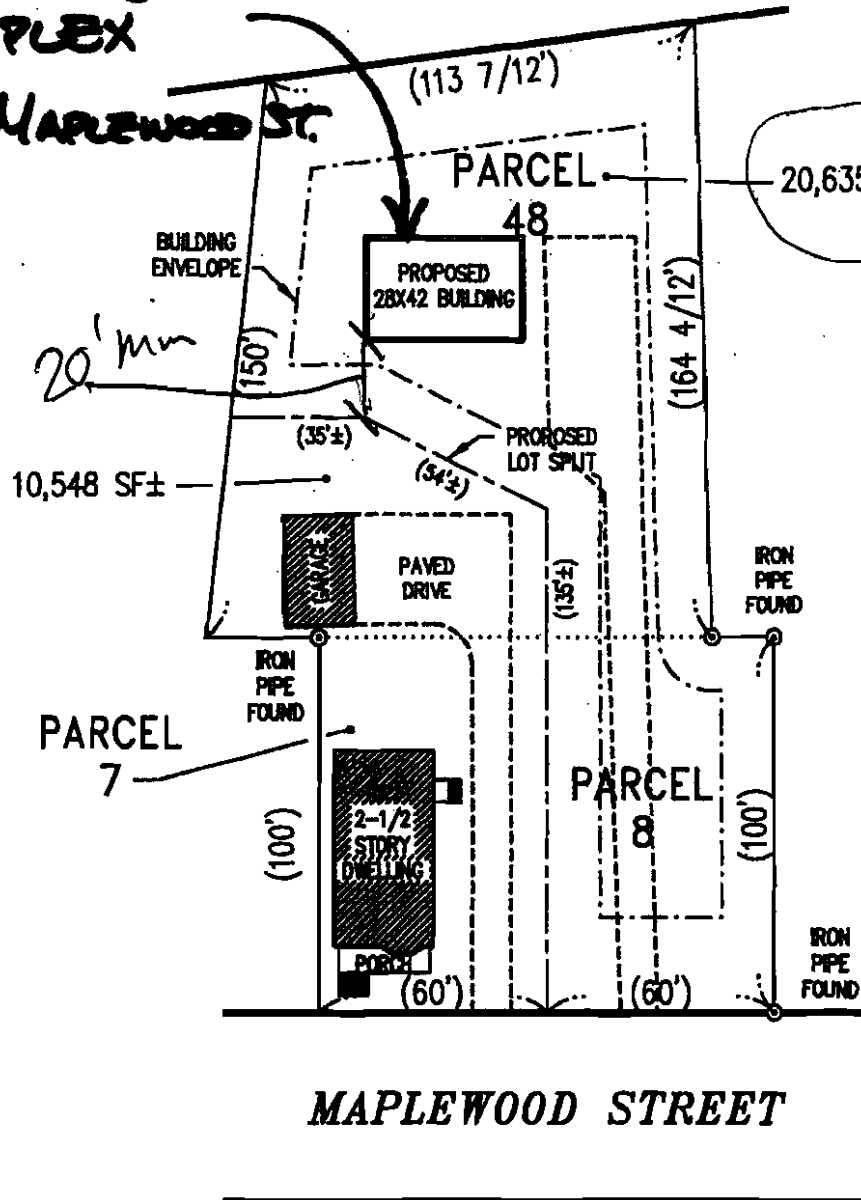 PLEX
MAPLEWOOD ST.
(113 7/12')
PARCEL
48
20,635
BUILDING
ENVELOPE
PROPOSED
28X42 BUILDING
20' min
(150')
(164 4/12')
(35'±)
PROPOSED
LOT SPLIT
(54'±)
10,548 SF±
GARAGE
PAVED
DRIVE
(135'±)
IRON
PIPE
FOUND
IRON
PIPE
FOUND
PARCEL
7
PARCEL
8
2-1/2
STORY
DWELLING
(100')
(100')
PORCH
(60')
(60')
IRON
PIPE
FOUND
MAPLEWOOD STREET